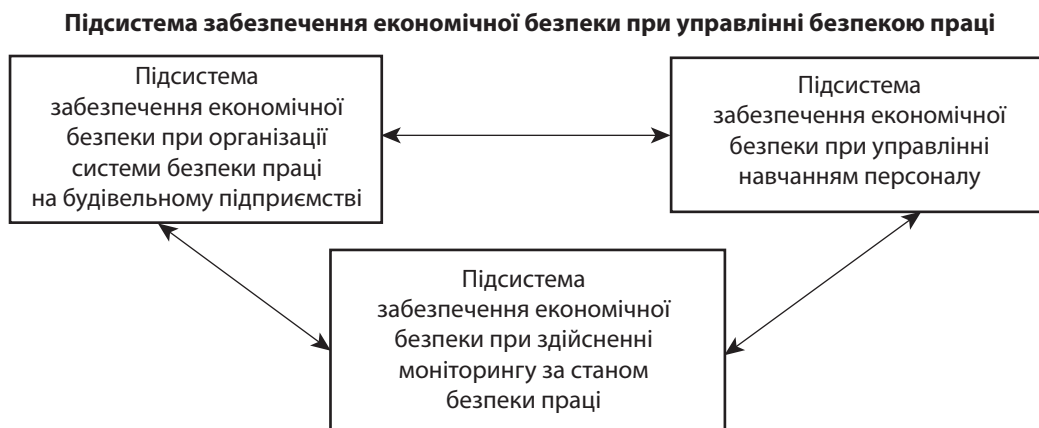 Підсистема забезпечення економічної безпеки при управлінні безпекою праці
Підсистема
забезпечення економічної
безпеки при організації
системи безпеки праці
на будівельному підприємстві
Підсистема
забезпечення економічної
безпеки при управлінні
навчанням персоналу
Підсистема
забезпечення економічної
безпеки при здійсненні
моніторингу за станом
безпеки праці